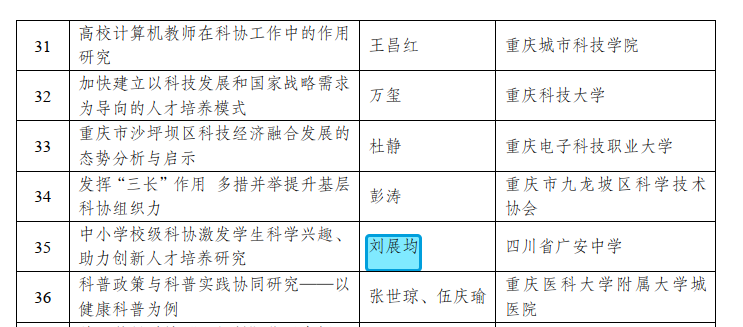 高校计算机教师在科协工作中的作用
31 王昌红 重庆城市科技学院
研究
加快建立以科技发展和国家战略需求
32 万玺 重庆科技大学
为导向的人才培养模式
重庆市沙坪坝区科技经济融合发展的
33 杜静 重庆电子科技职业大学
态势分析与启示
发挥“三长”作用 多措并举提升基层 重庆市九龙坡区科学技术
34 彭涛
科协组织力 协会
中小学校级科协激发学生科学兴趣、
35 刘展均 四川省广安中学
助力创新人才培养研究
科普政策与科普实践协同研究——以 重庆医科大学附属大学城
36 张世琼、伍庆瑜
健康科普为例 医院